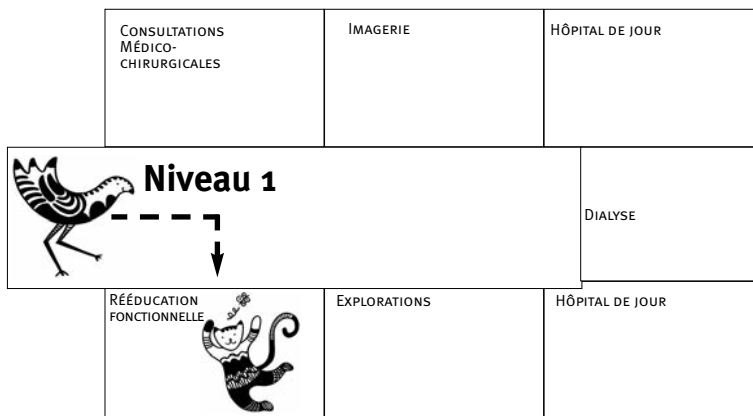 Consultations
Médico-
chirurgicales
Imagerie
Hôpital de jour
Niveau 1
Dialyse
Rééducation
fonctionnelle
Explorations
Hôpital de jour